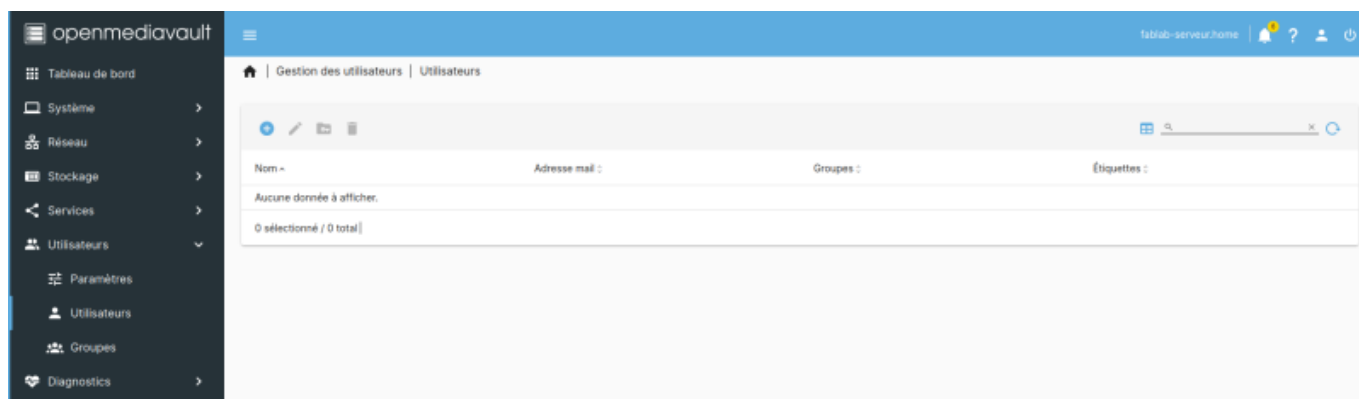 openmediavault
fablab-serveur.home
?
Tableau de bord
Gestion des utilisateurs | Utilisateurs
Système
Réseau
Stockage
Services
Utilisateurs
Paramètres
Utilisateurs
Groupes
Diagnostics
Nom
Adresse mail
Groupes
Étiquettes
Aucune donnée à afficher.
0 sélectionné / 0 total